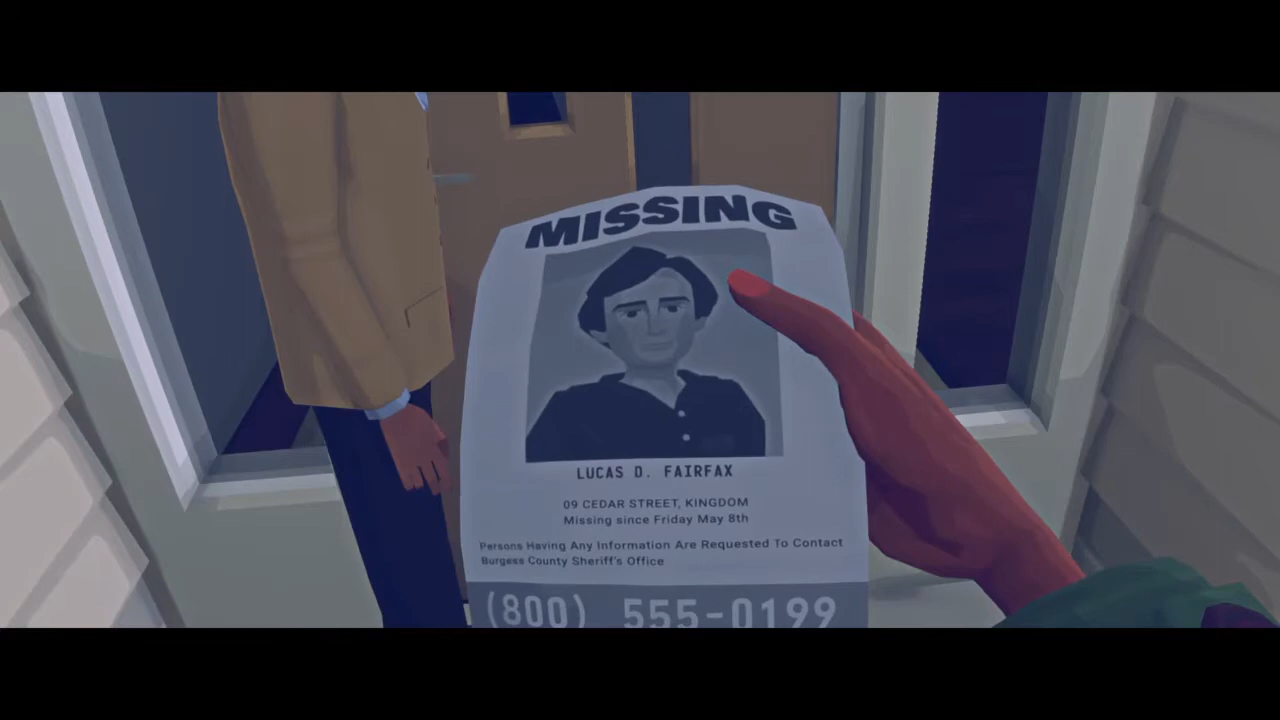 MISSING
LUCAS D. FAIRFAX
09 CEDAR STREET, KINGDOM
Missing since Friday May 8th
Persons Having Any Information Are Requested To Contact
Burgess County Sheriff's Office
(800) 555-0199